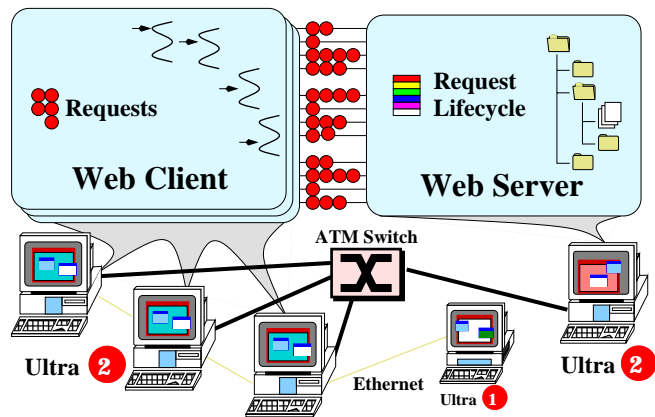 Requests
Request
Lifecycle
Web Client
Web Server
ATM Switch
Ultra 2
Ultra 2
Ethernet
Ultra 1